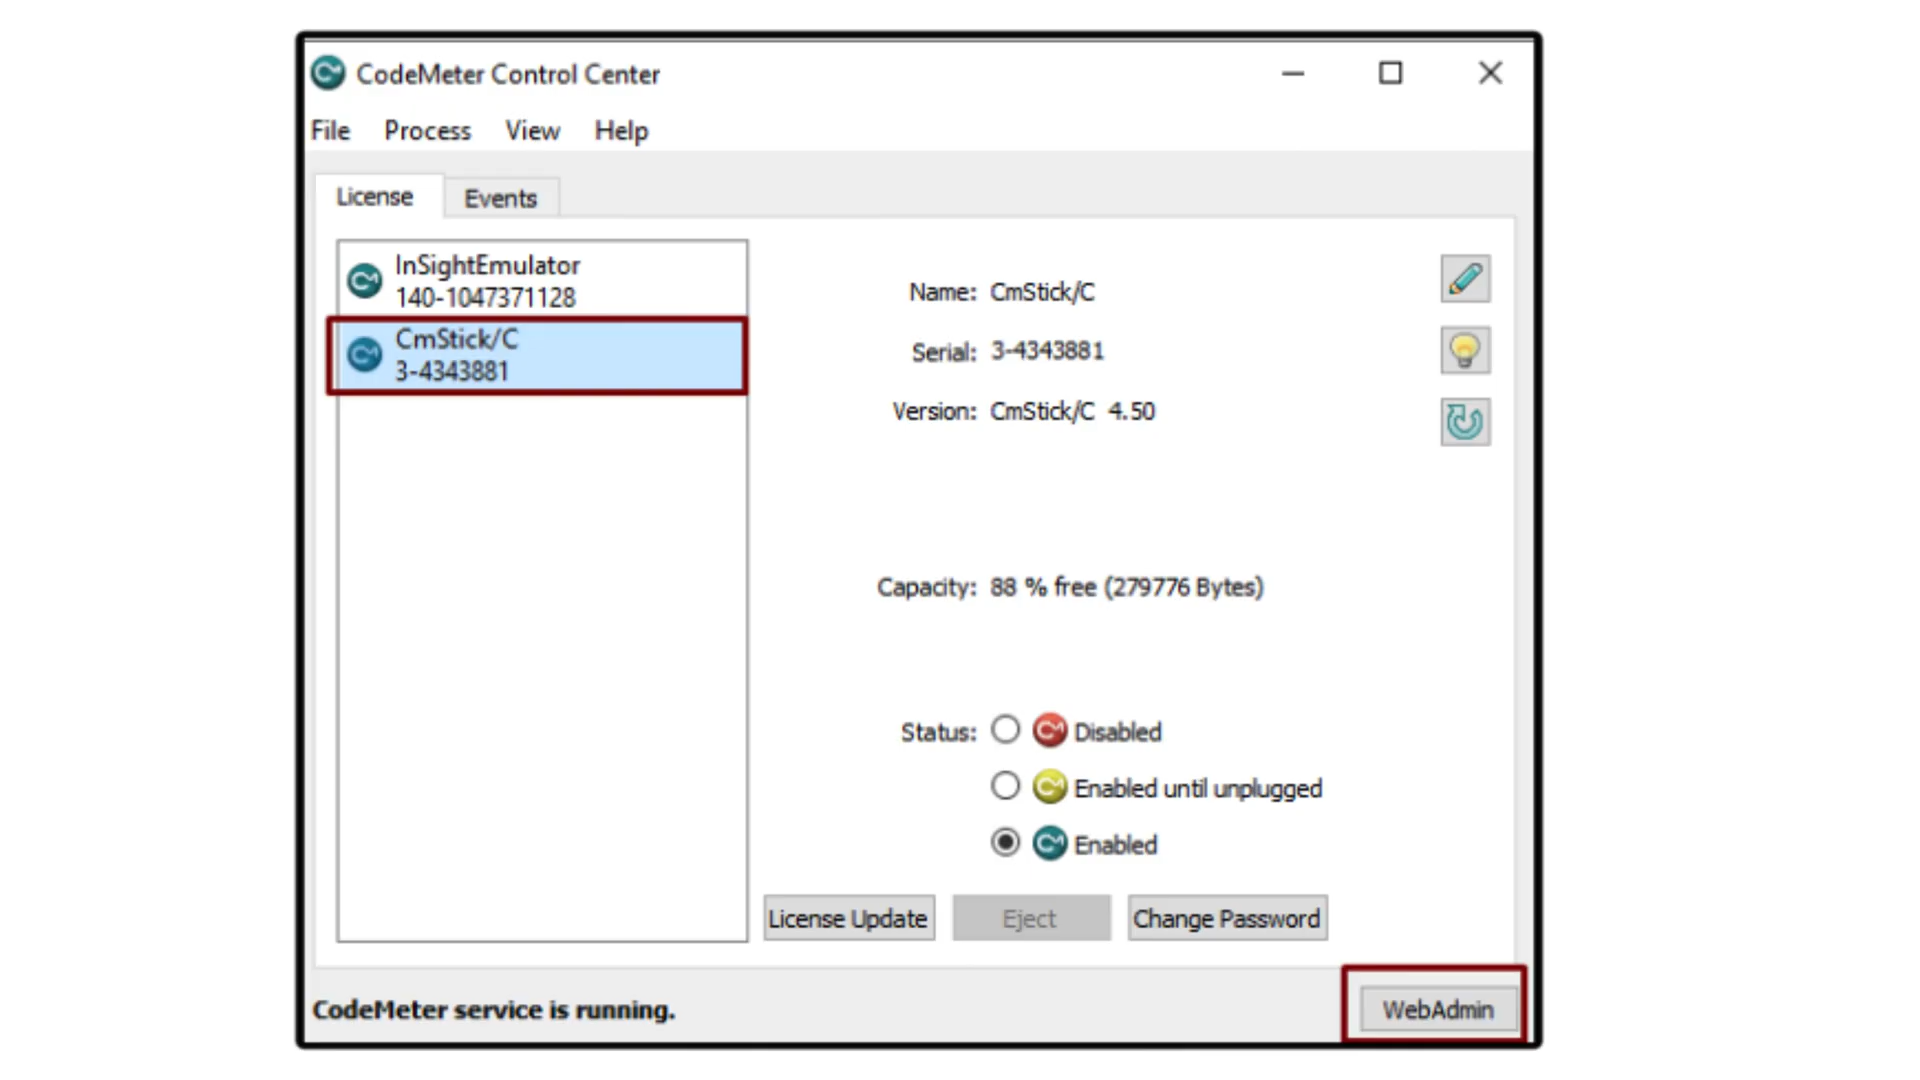 CodeMeter Control Center
File Process View Help
License Events
InSightEmulator
140-1047371128
CmStick/C
3-4343881
Name: CmStick/C
Serial: 3-4343881
Version: CmStick/C 4.50
Capacity: 88 % free (279776 Bytes)
Status: Disabled
Enabled until unplugged
Enabled
License Update Eject Change Password
CodeMeter service is running.
WebAdmin